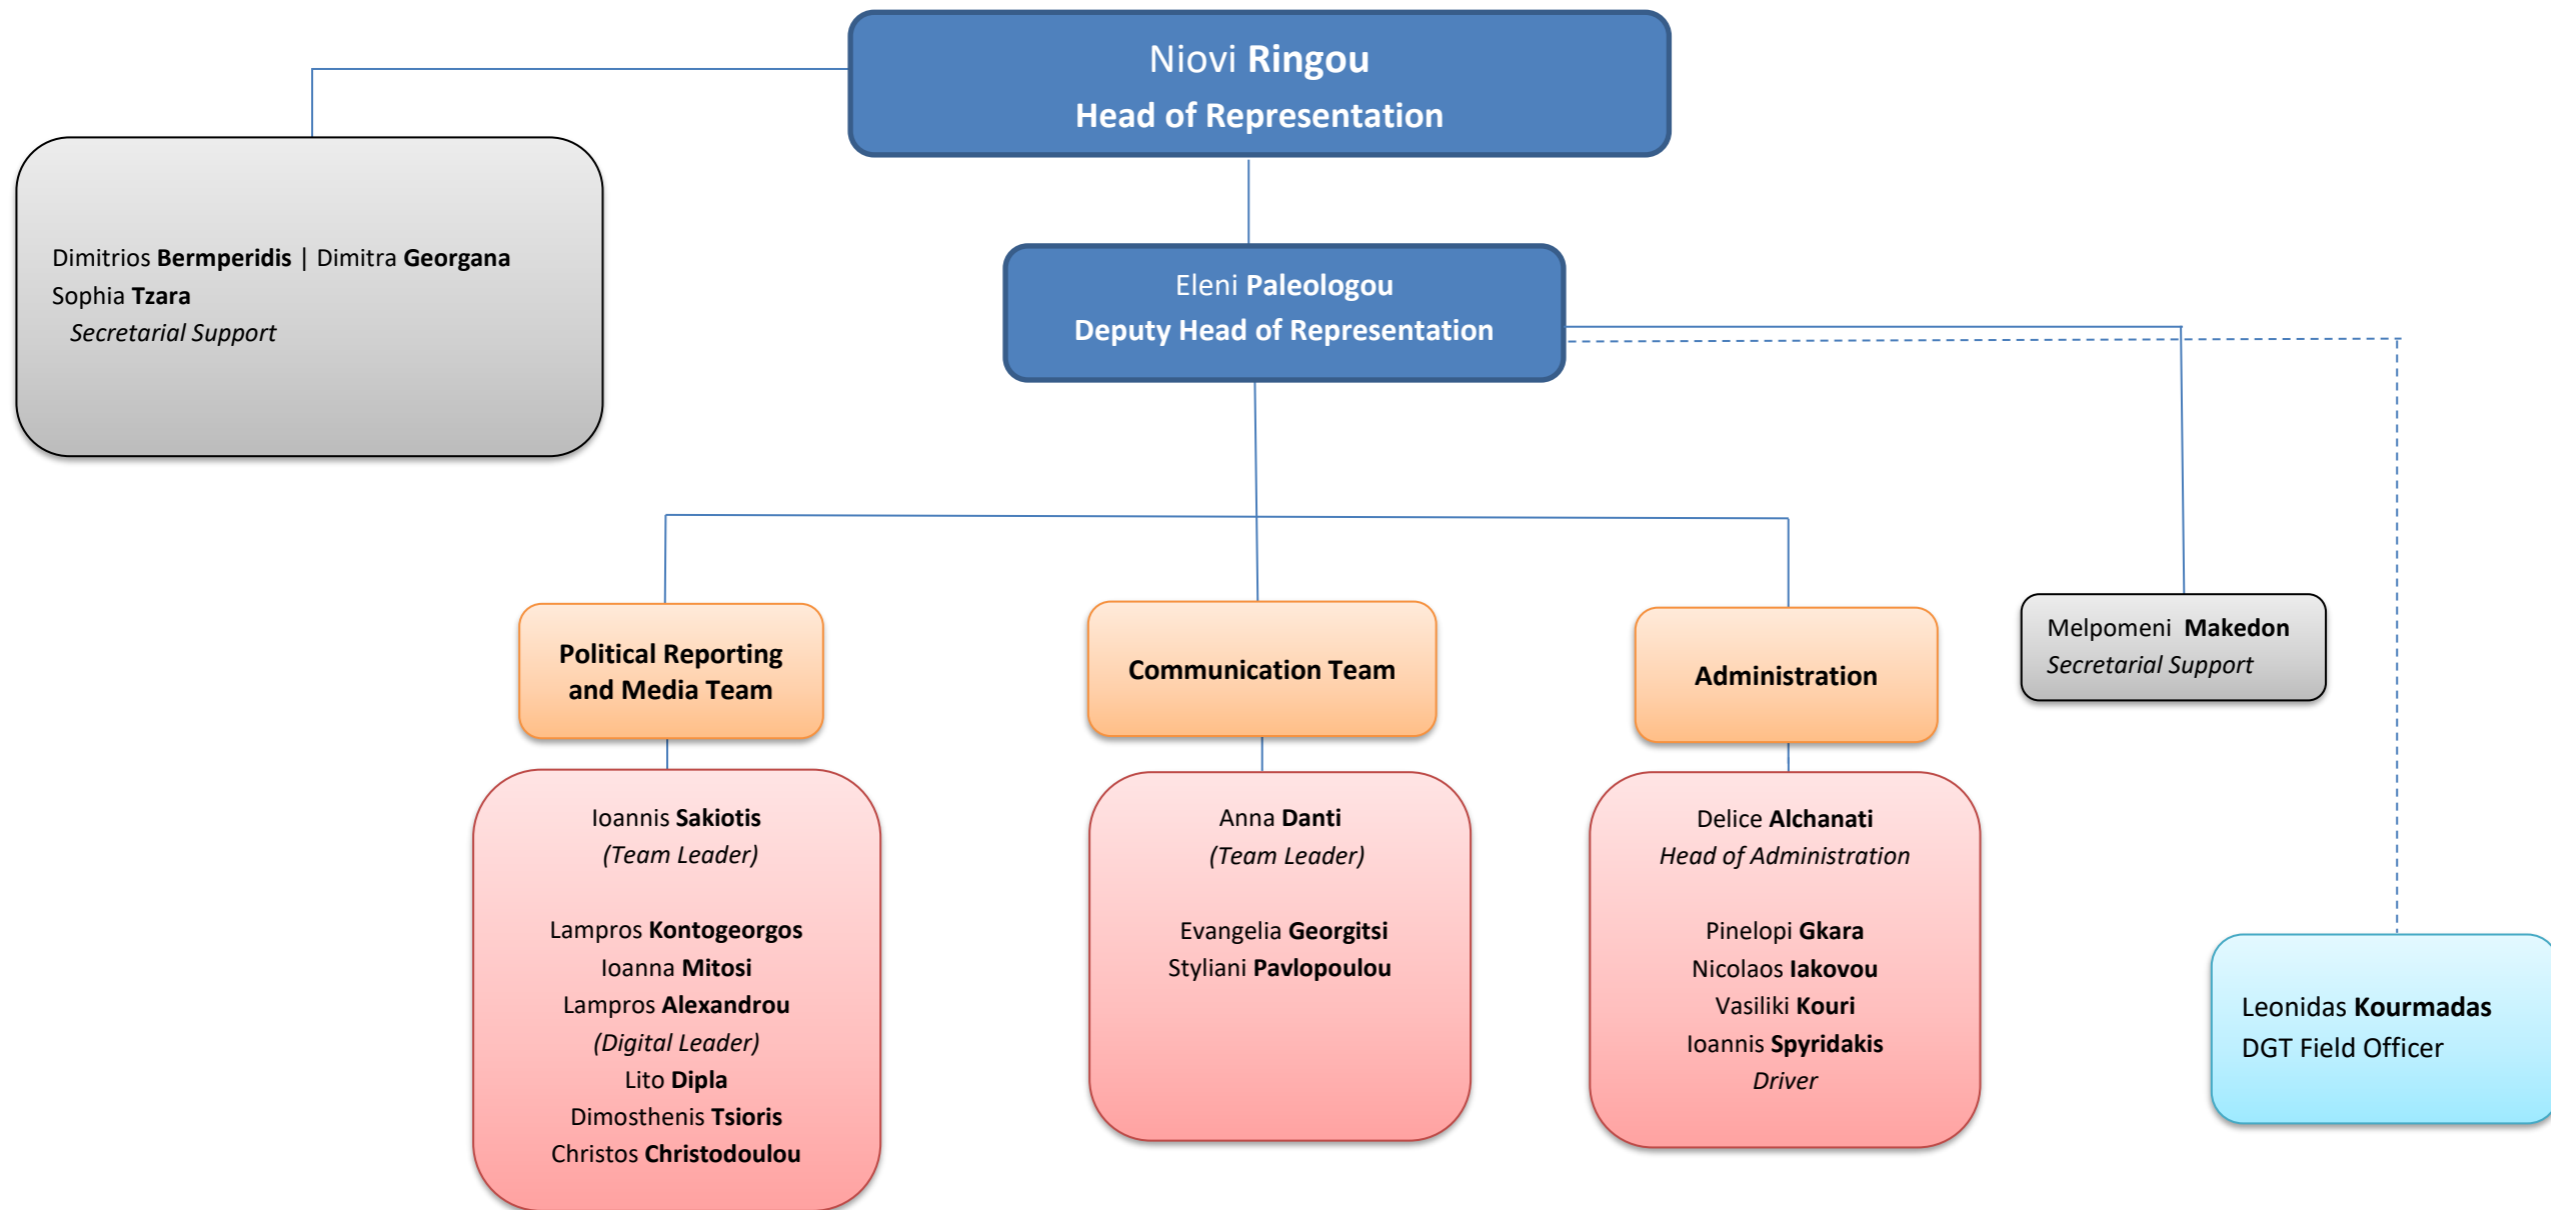 Niovi Ringou
Head of Representation
Dimitrios Bermperidis | Dimitra Georgana
Sophia Tzara
Secretarial Support
Eleni Paleologou
Deputy Head of Representation
Political Reporting
and Media Team
Communication Team
Administration
Melpomeni Makedon
Secretarial Support
Ioannis Sakiotis
(Team Leader)
Lampros Kontogeorgos
Ioanna Mitosi
Lampros Alexandrou
(Digital Leader)
Lito Dipla
Dimosthenis Tsioris
Christos Christodoulou
Anna Danti
(Team Leader)
Evangelia Georgitsi
Styliani Pavlopoulou
Delice Alchanati
Head of Administration
Pinelopi Gkara
Nicolaos Iakovou
Vasiliki Kouri
Ioannis Spyridakis
Driver
Leonidas Kourmadas
DGT Field Officer